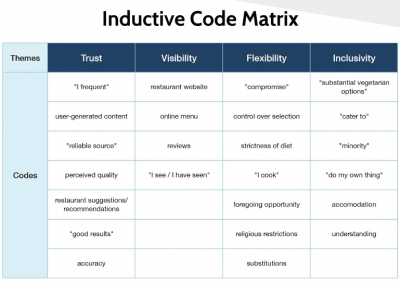 Inductive Code Matrix
Themes Trust Visibility Flexibility Inclusivity
Codes
"I frequent" restaurant website "compromise" "substantial vegetarian
options"
user-generated content online menu control over selection "cater to"
"reliable source" reviews strictness of diet "minority"
perceived quality "I see / I have seen" "I cook" "do my own thing"
restaurant suggestions/
recommendations foregoing opportunity accomodation
"good results" religious restrictions understanding
accuracy substitutions